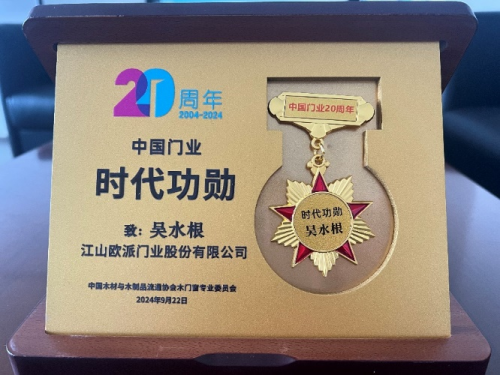 20周年
2004-2024
中国门业
时代功勋
致：吴水根
江山欧派门业股份有限公司
中国木材与木制品流通协会木门窗专业委员会
2024年9月22日
中国门业20周年
时代功勋
吴水根